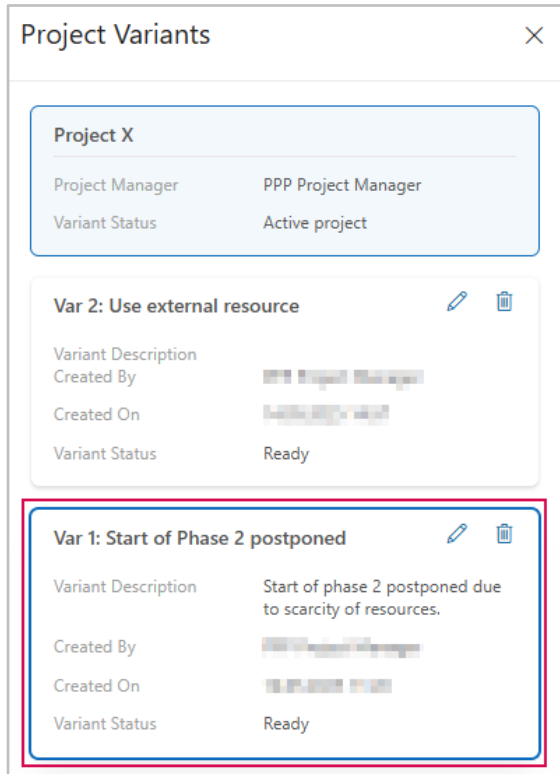 Project Variants
Project X
Project Manager PPP Project Manager
Variant Status Active project
Var 2: Use external resource
Variant Description
Created By
Created On
Variant Status Ready
Var 1: Start of Phase 2 postponed
Variant Description Start of phase 2 postponed due
to scarcity of resources.
Created By
Created On
Variant Status Ready